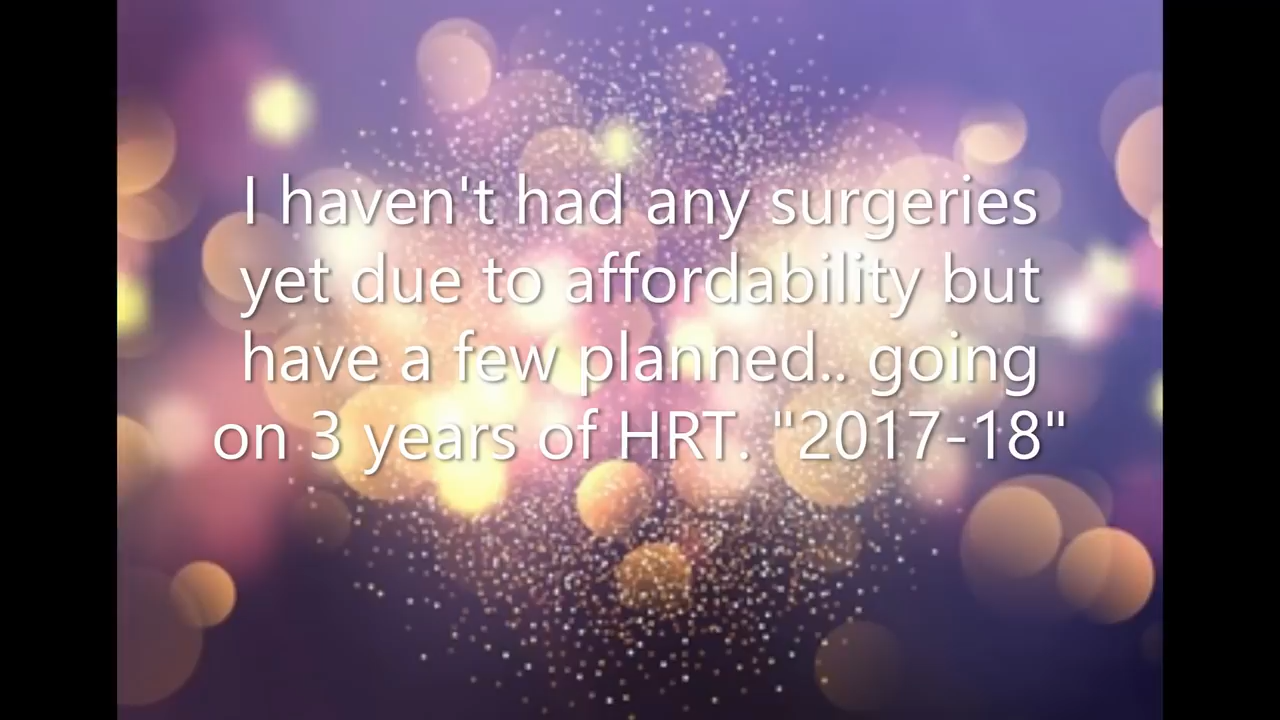 I haven't had any surgeries
yet due to affordability but
have a few planned.. going
on 3 years of HRT. "2017-18"